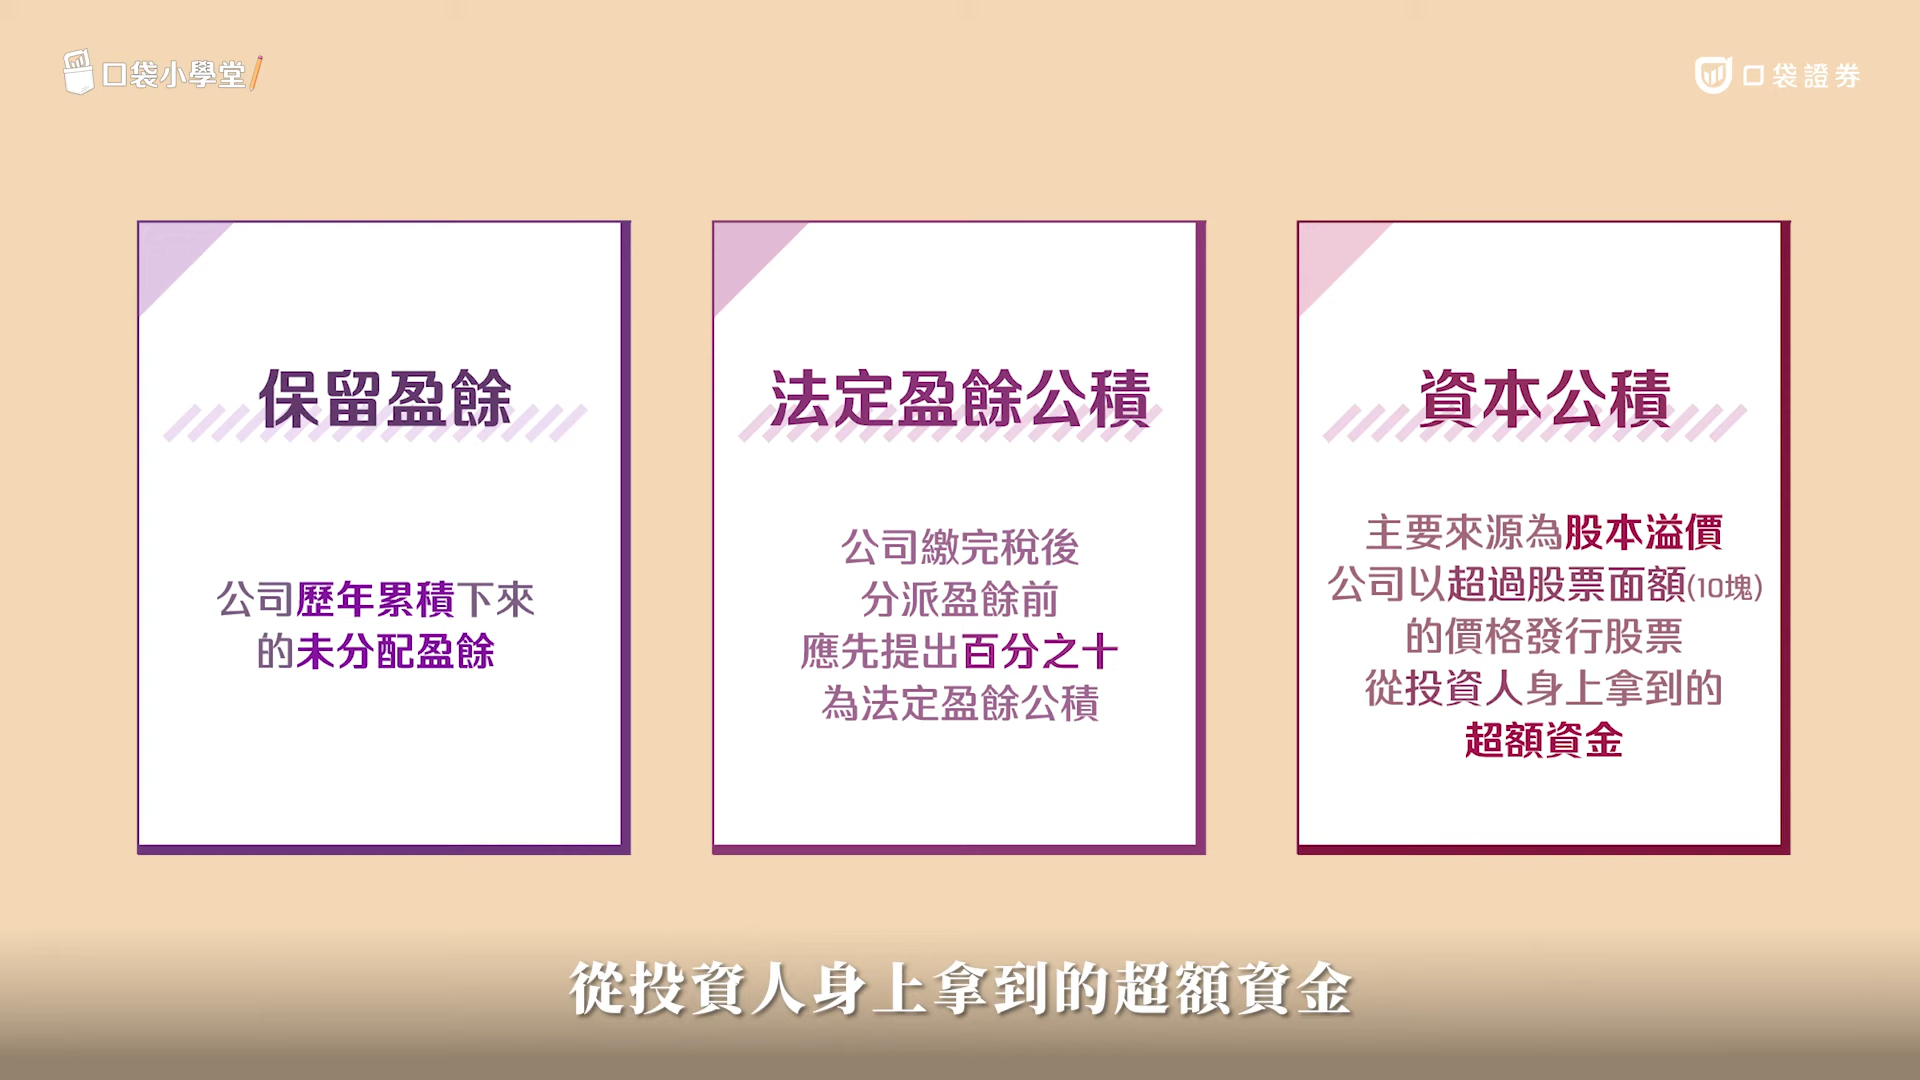 口袋小學堂
口袋證券
保留盈餘
公司歷年累積下來
的未分配盈餘
法定盈餘公積
公司繳完稅後
分派盈餘前
應先提出百分之十
為法定盈餘公積
資本公積
主要來源為股本溢價
公司以超過股票面額(10塊)
的價格發行股票
從投資人身上拿到的
超額資金
從投資人身上拿到的超額資金